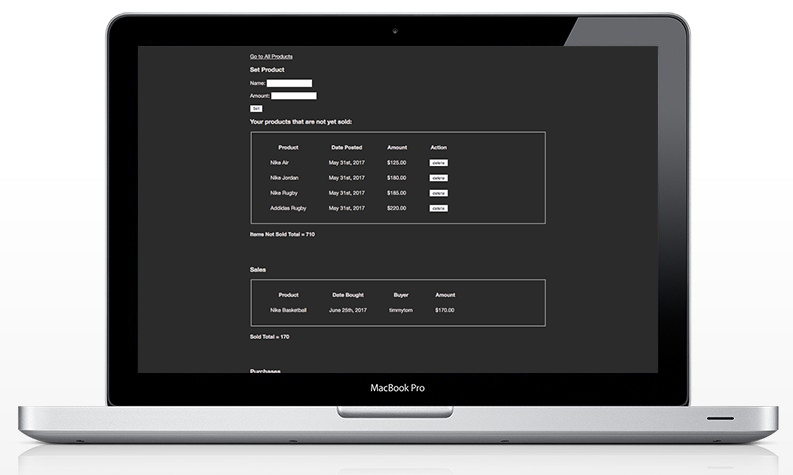 Go to All Products
Set Product
Name:
Amount:
Set
Your products that are not yet sold:
Product Date Posted Amount Action
Nike Air May 31st, 2017 $125.00 delete
Nike Jordan May 31st, 2017 $180.00 delete
Nike Rugby May 31st, 2017 $185.00 delete
Addidas Rugby May 31st, 2017 $220.00 delete
Items Not Sold Total = 710
Sales
Product Date Bought Buyer Amount
Nike Basketball June 25th, 2017 timmytom $170.00
Sold Total = 170
Purchases
MacBook Pro